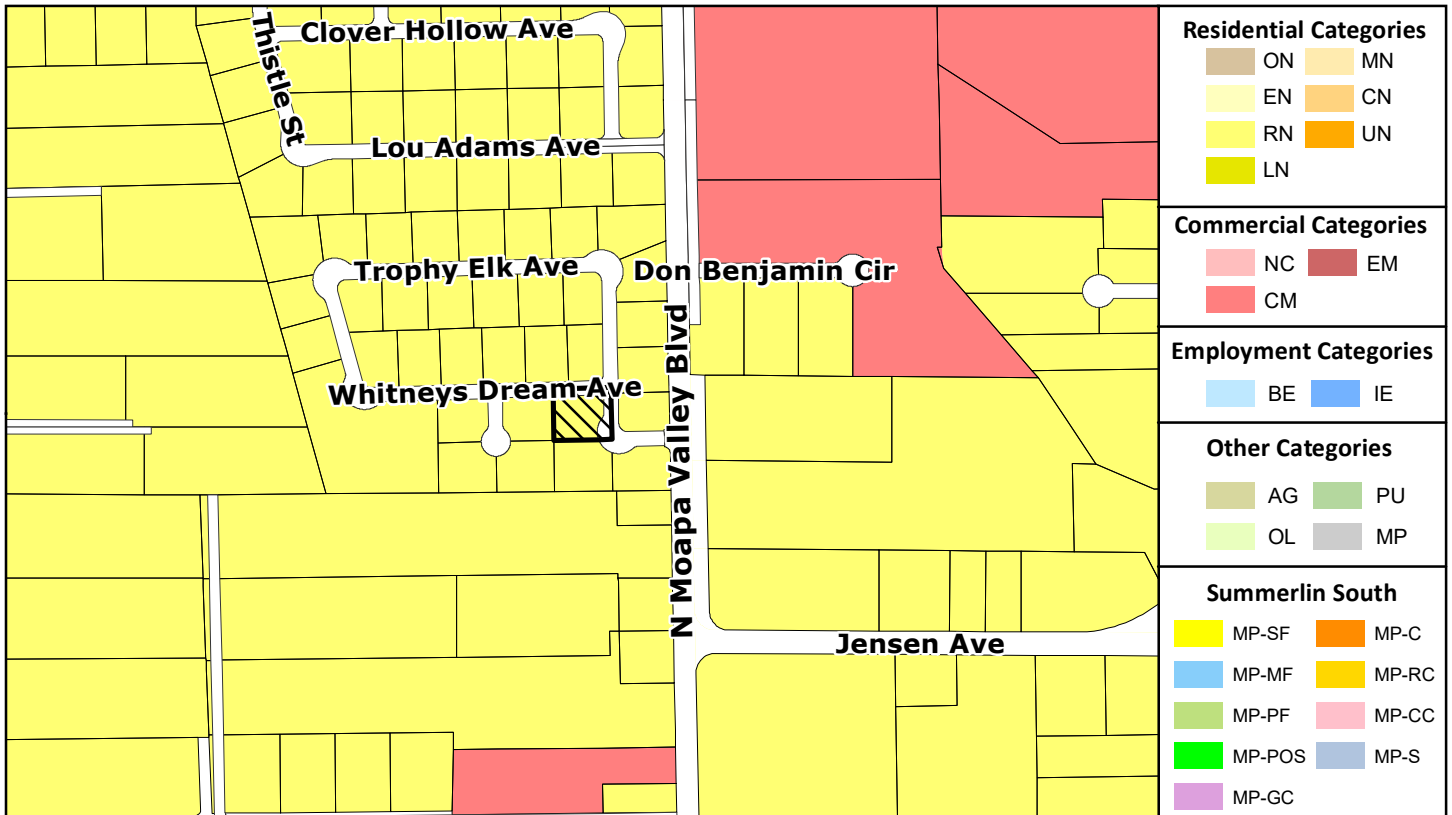 Clover Hollow Ave
Thistle St
Lou Adams Ave
Trophy Elk Ave
Don Benjamin Cir
Whitneys Dream Ave
N Moapa Valley Blvd
Jensen Ave
Residential Categories
ON MN
EN CN
RN UN
LN
Commercial Categories
NC EM
CM
Employment Categories
BE IE
Other Categories
AG PU
OL MP
Summerlin South
MP-SF MP-C
MP-MF MP-RC
MP-PF MP-CC
MP-POS MP-S
MP-GC